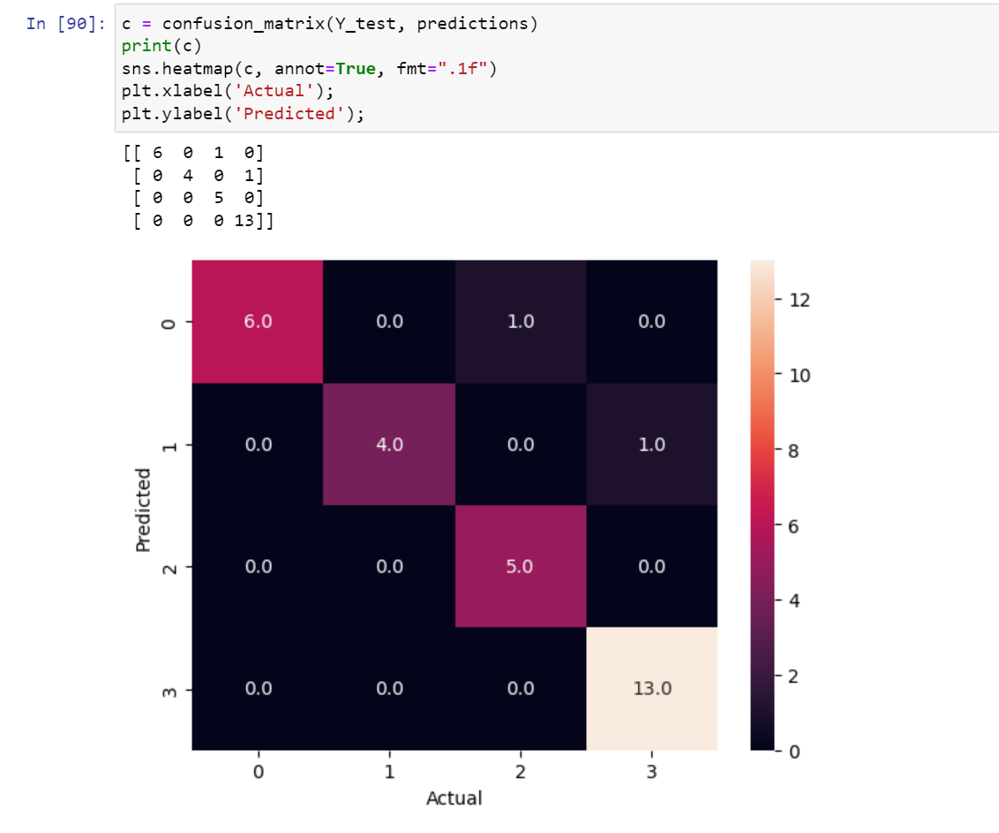 In [90]: c = confusion_matrix(Y_test, predictions)
print(c)
sns.heatmap(c, annot=True, fmt=".1f")
plt.xlabel('Actual');
plt.ylabel('Predicted');
[[ 6 0 1 0]
[ 0 4 0 1]
[ 0 0 5 0]
[ 0 0 0 13]]
0 6.0 0.0 1.0 0.0
1 0.0 4.0 0.0 1.0
2 0.0 0.0 5.0 0.0
3 0.0 0.0 0.0 13.0
0 1 2 3
Predicted
Actual
12
10
8
6
4
2
0